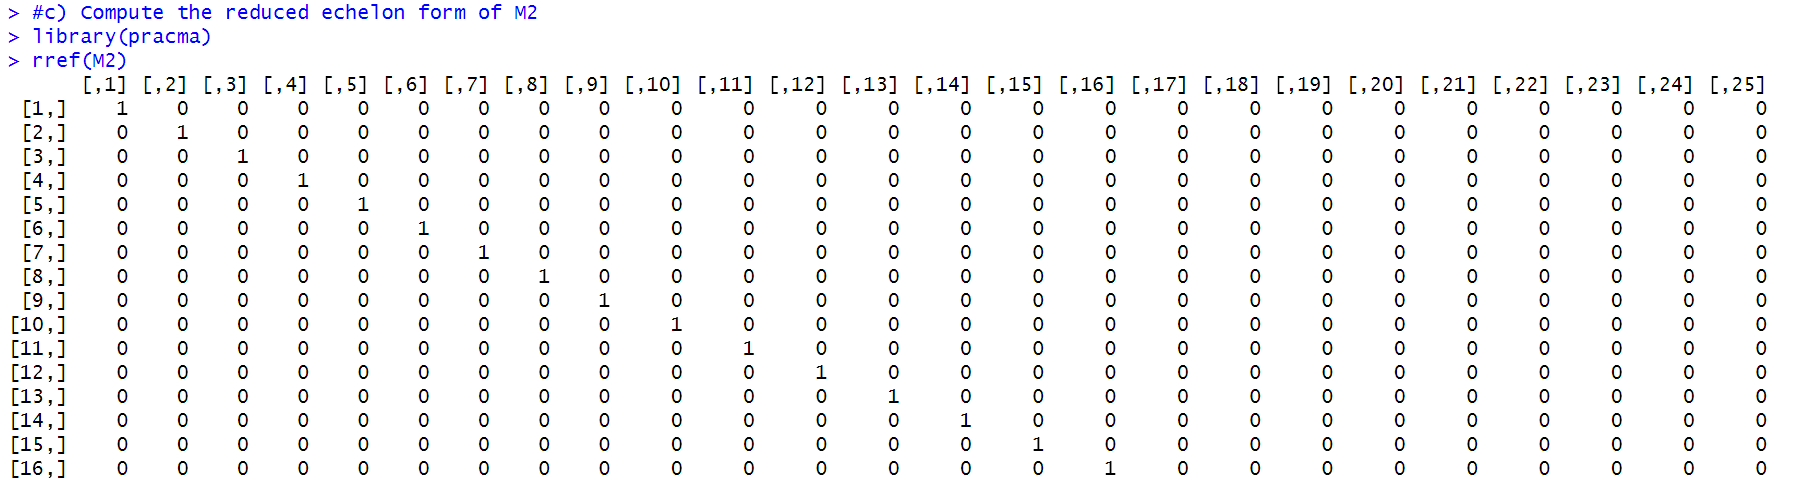 > #c) Compute the reduced echelon form of M2
> library(pracma)
> rref(M2)
      [,1] [,2] [,3] [,4] [,5] [,6] [,7] [,8] [,9] [,10] [,11] [,12] [,13] [,14] [,15] [,16] [,17] [,18] [,19] [,20] [,21] [,22] [,23] [,24] [,25]
 [1,]    1    0    0    0    0    0    0    0    0     0     0     0     0     0     0     0     0     0     0     0     0     0     0     0     0
 [2,]    0    1    0    0    0    0    0    0    0     0     0     0     0     0     0     0     0     0     0     0     0     0     0     0     0
 [3,]    0    0    1    0    0    0    0    0    0     0     0     0     0     0     0     0     0     0     0     0     0     0     0     0     0
 [4,]    0    0    0    1    0    0    0    0    0     0     0     0     0     0     0     0     0     0     0     0     0     0     0     0     0
 [5,]    0    0    0    0    1    0    0    0    0     0     0     0     0     0     0     0     0     0     0     0     0     0     0     0     0
 [6,]    0    0    0    0    0    1    0    0    0     0     0     0     0     0     0     0     0     0     0     0     0     0     0     0     0
 [7,]    0    0    0    0    0    0    1    0    0     0     0     0     0     0     0     0     0     0     0     0     0     0     0     0     0
 [8,]    0    0    0    0    0    0    0    1    0     0     0     0     0     0     0     0     0     0     0     0     0     0     0     0     0
 [9,]    0    0    0    0    0    0    0    0    1     0     0     0     0     0     0     0     0     0     0     0     0     0     0     0     0
[10,]    0    0    0    0    0    0    0    0    0     1     0     0     0     0     0     0     0     0     0     0     0     0     0     0     0
[11,]    0    0    0    0    0    0    0    0    0     0     1     0     0     0     0     0     0     0     0     0     0     0     0     0     0
[12,]    0    0    0    0    0    0    0    0    0     0     0     1     0     0     0     0     0     0     0     0     0     0     0     0     0
[13,]    0    0    0    0    0    0    0    0    0     0     0     0     1     0     0     0     0     0     0     0     0     0     0     0     0
[14,]    0    0    0    0    0    0    0    0    0     0     0     0     0     1     0     0     0     0     0     0     0     0     0     0     0
[15,]    0    0    0    0    0    0    0    0    0     0     0     0     0     0     1     0     0     0     0     0     0     0     0     0     0
[16,]    0    0    0    0    0    0    0    0    0     0     0     0     0     0     0     1     0     0     0     0     0     0     0     0     0